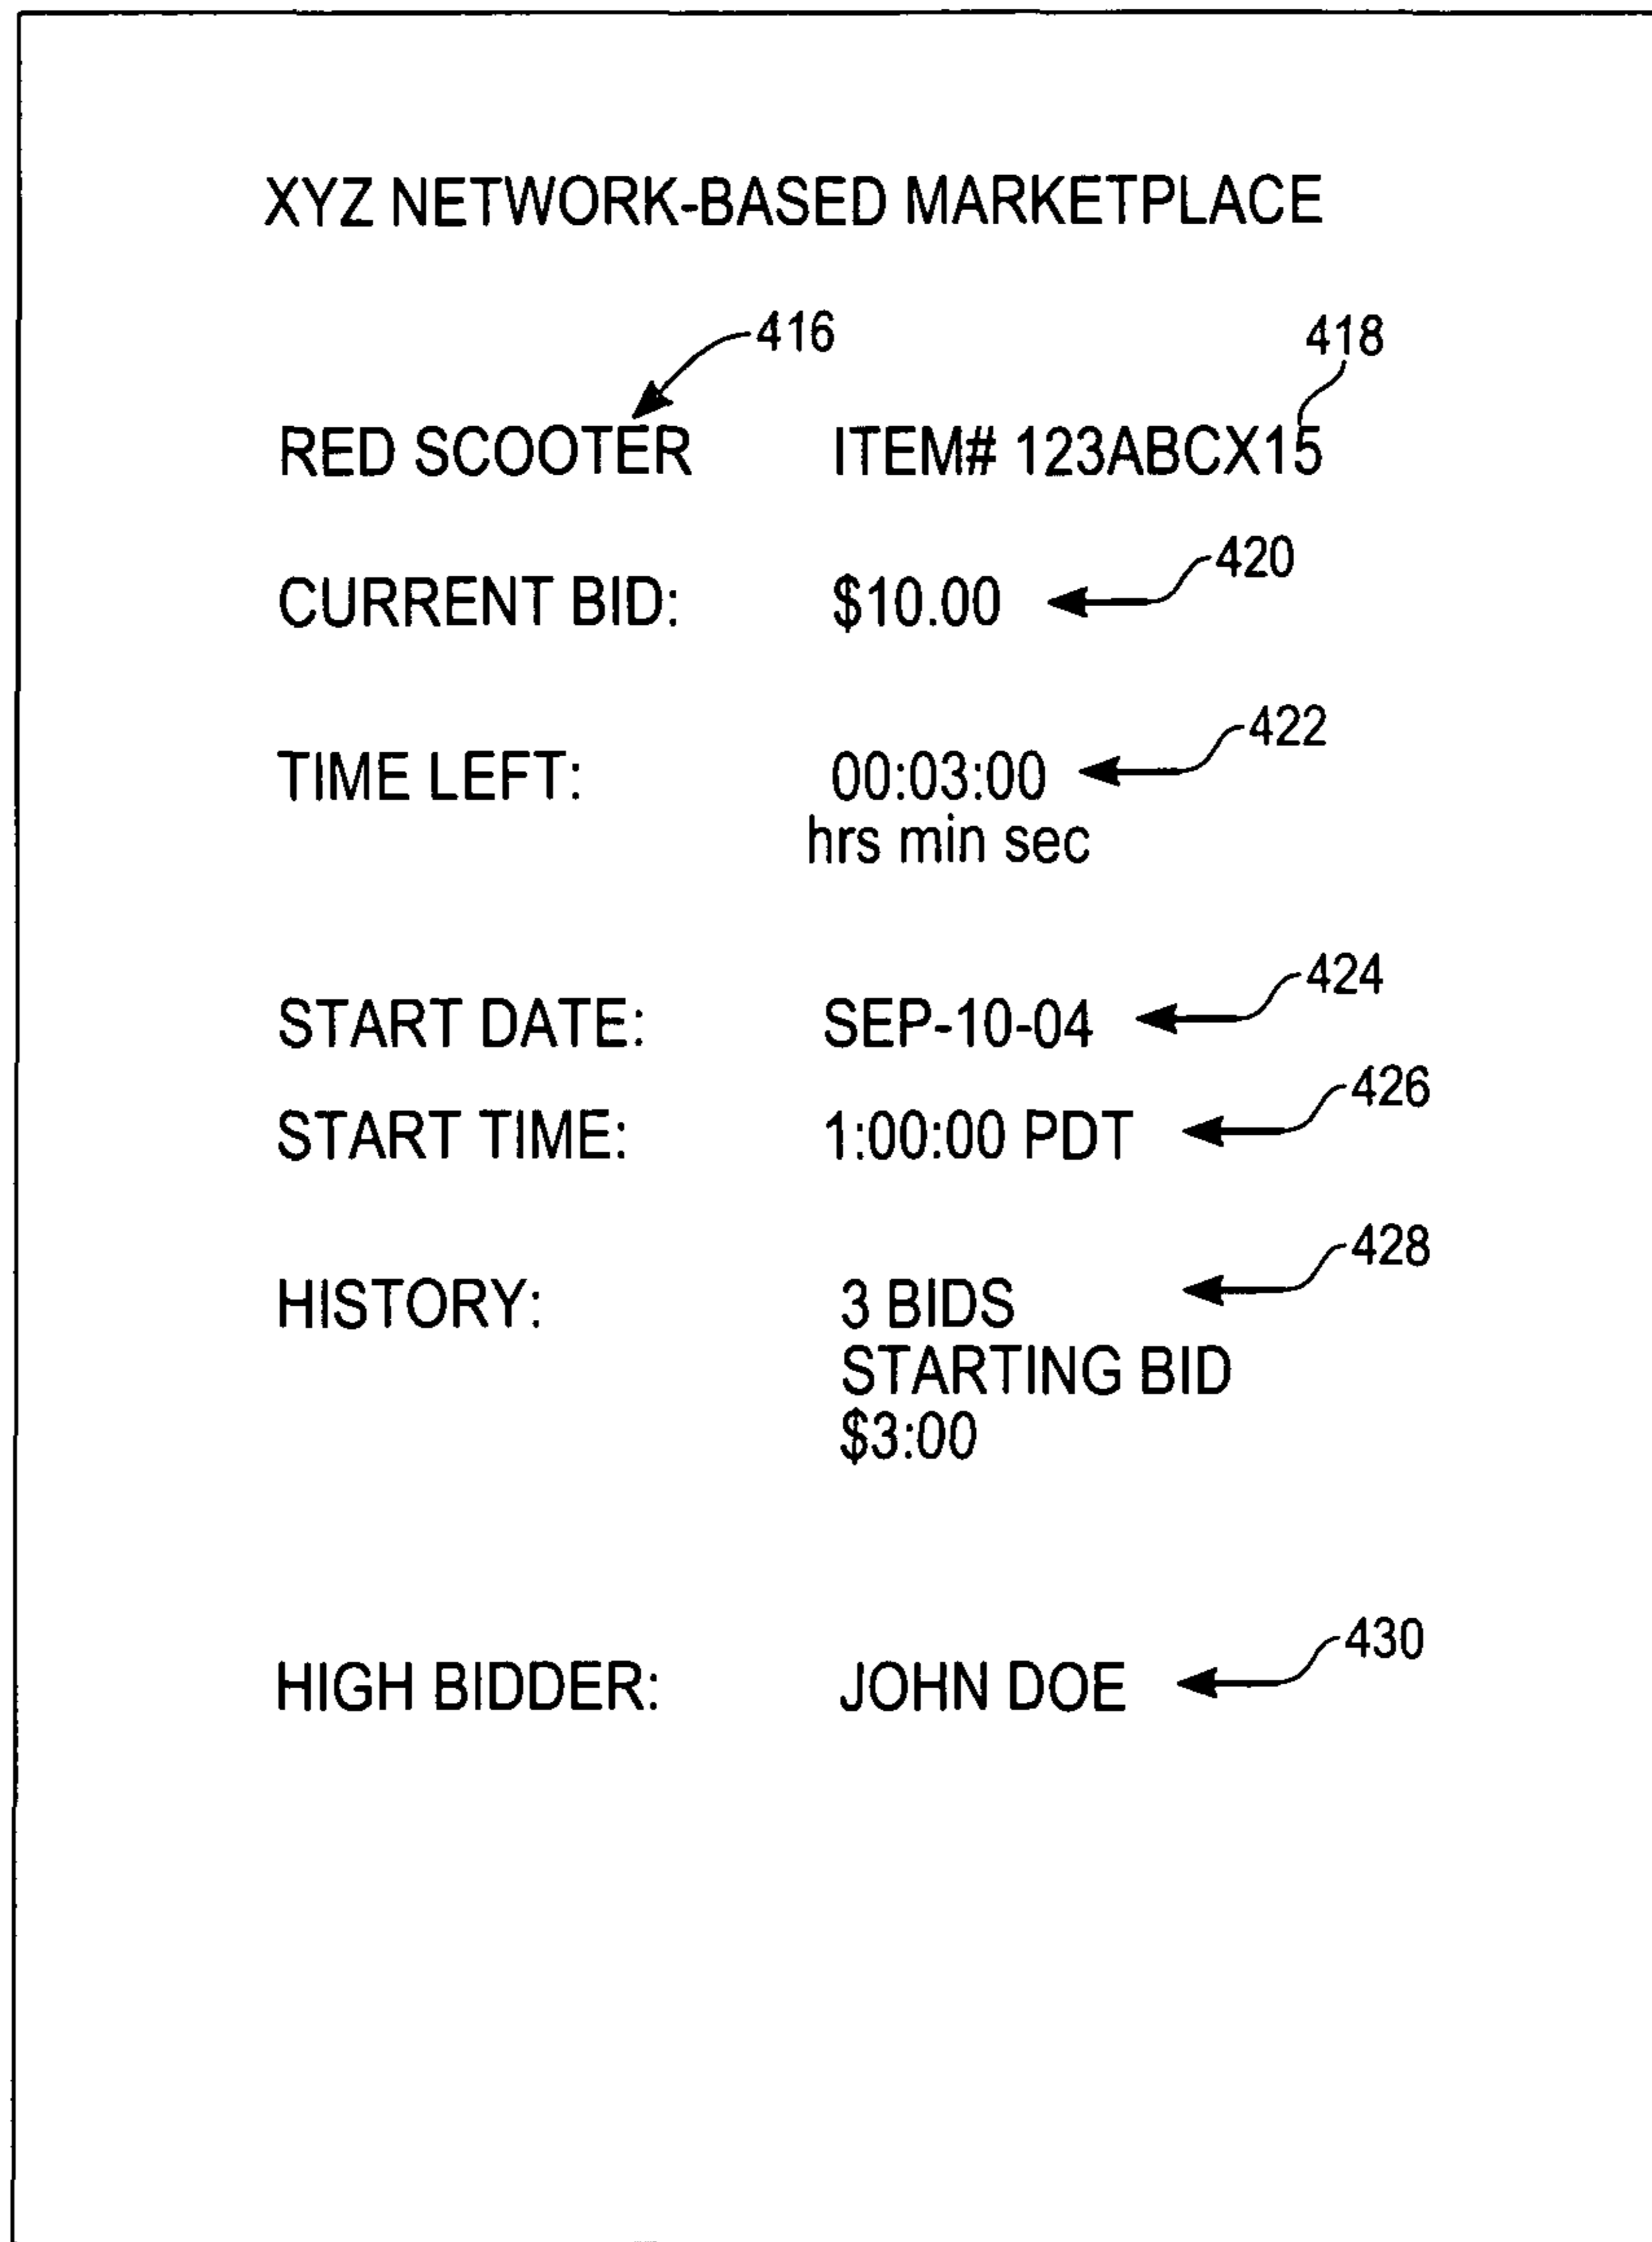 XYZ NETWORK-BASED MARKETPLACE
416
418
RED SCOOTER ITEM# 123ABCX15
420
CURRENT BID: $10.00
422
TIME LEFT: 00:03:00
hrs min sec
424
START DATE: SEP-10-04
426
START TIME: 1:00:00 PDT
428
HISTORY: 3 BIDS
STARTING BID
$3:00
430
HIGH BIDDER: JOHN DOE